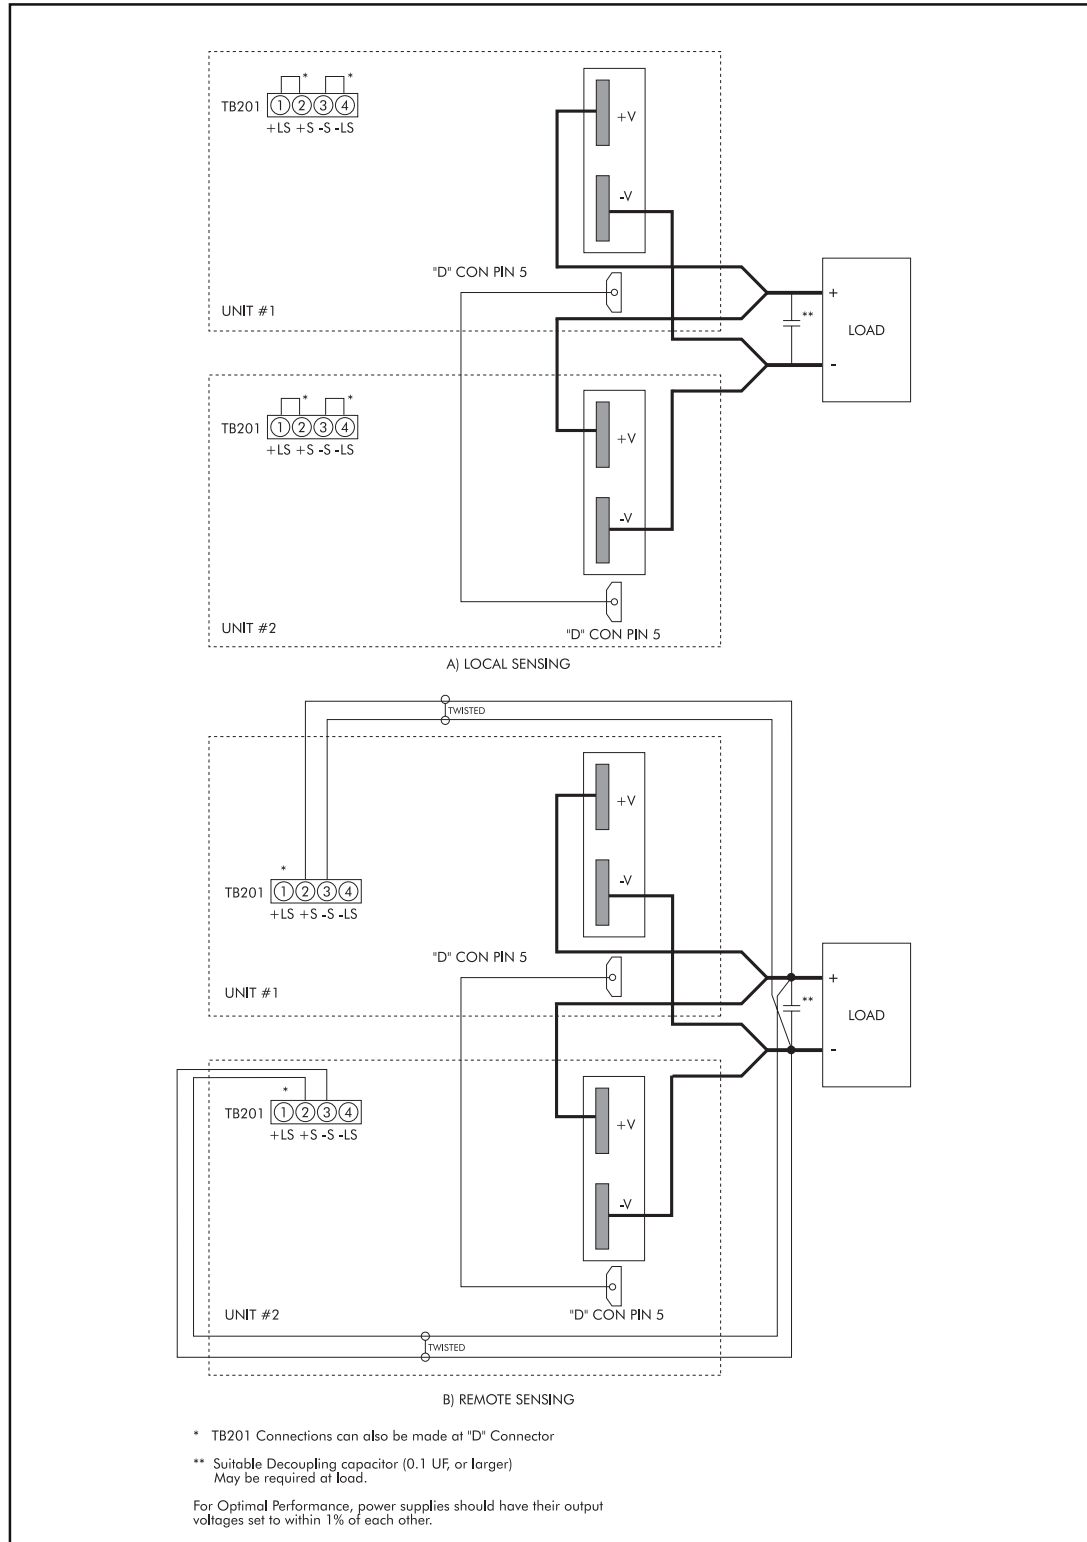 * *
TB201 1 2 3 4
+LS +S -S -LS
+V
-V
"D" CON PIN 5
UNIT #1
+
**
LOAD
-
* *
TB201 1 2 3 4
+LS +S -S -LS
+V
-V
"D" CON PIN 5
UNIT #2
A) LOCAL SENSING
TWISTED
+V
-V
*
TB201 1 2 3 4
+LS +S -S -LS
"D" CON PIN 5
UNIT #1
+
**
LOAD
-
*
TB201 1 2 3 4
+LS +S -S -LS
+V
-V
"D" CON PIN 5
UNIT #2
TWISTED
B) REMOTE SENSING
* TB201 Connections can also be made at "D" Connector
** Suitable Decoupling capacitor (0.1 UF, or larger)
May be required at load.
For Optimal Performance, power supplies should have their output
voltages set to within 1% of each other.